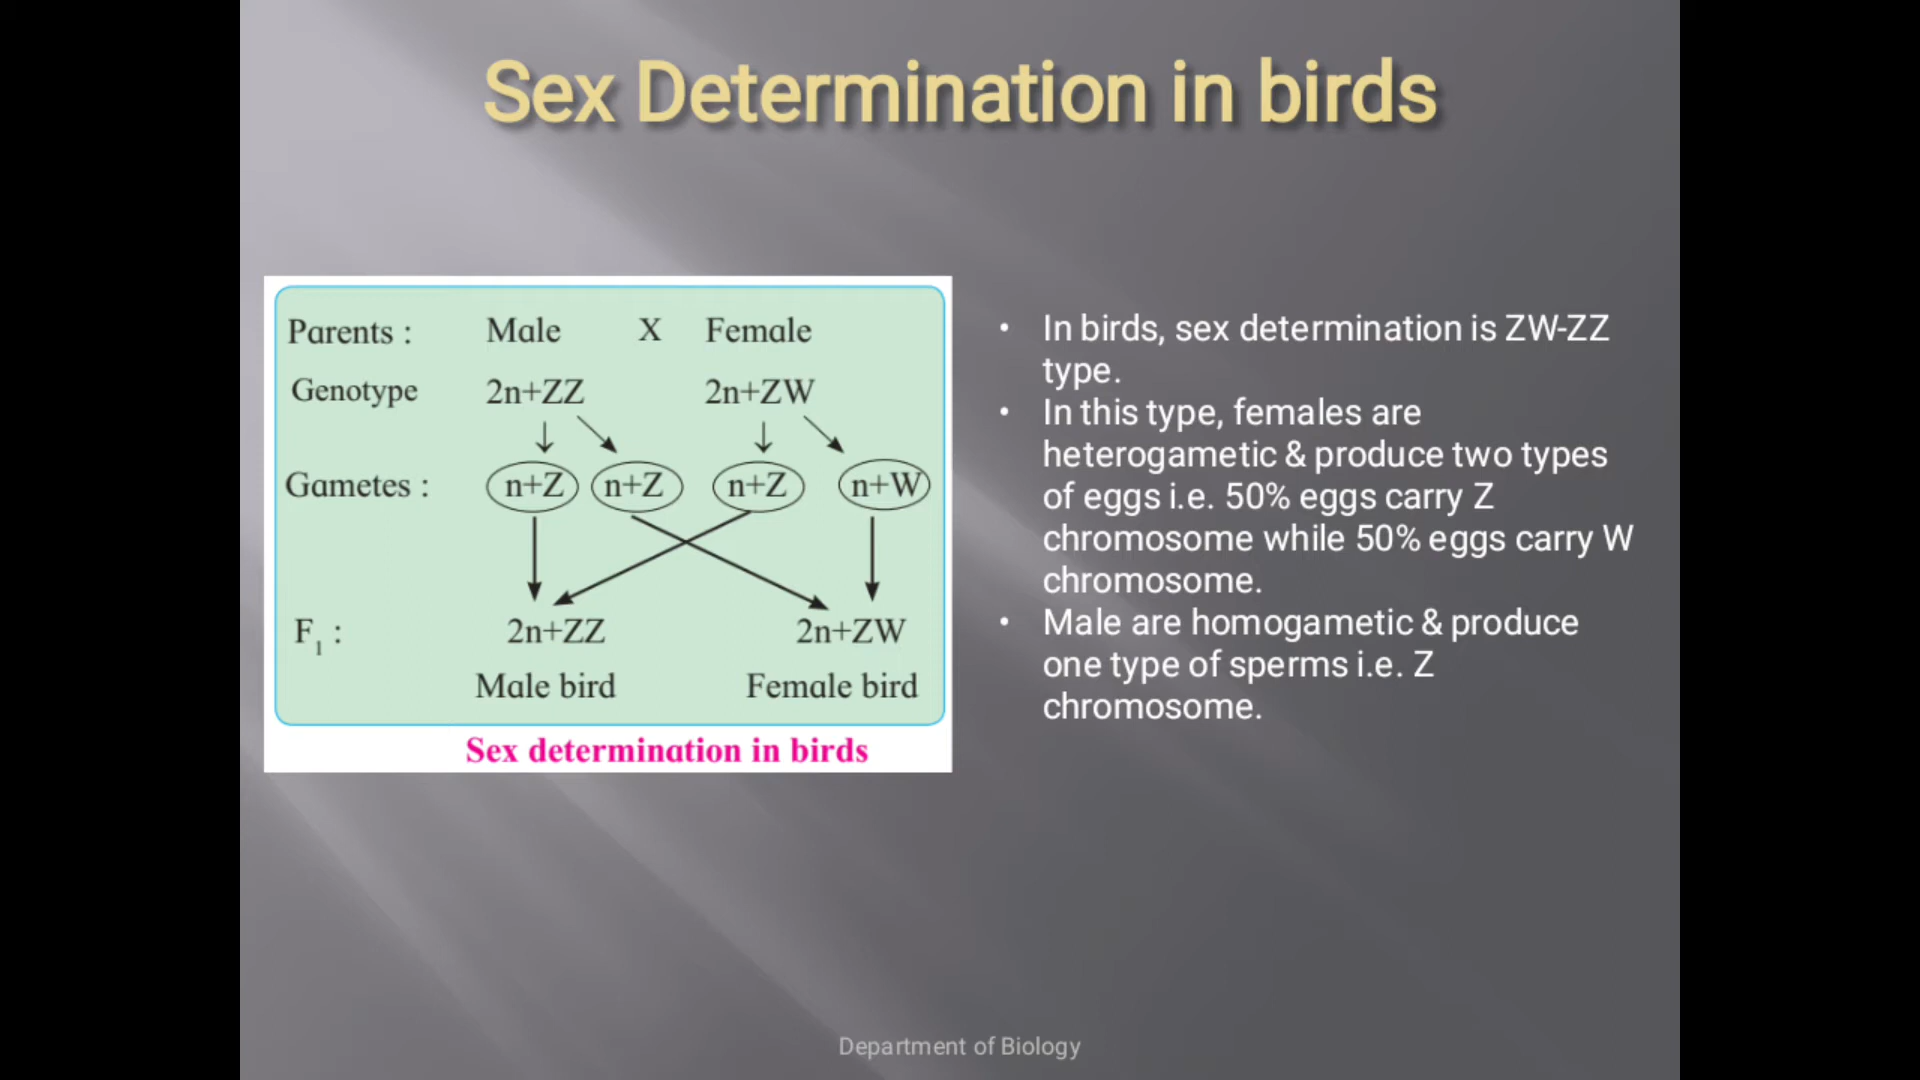 Sex Determination in birds
Parents : Male X Female
Genotype 2n+ZZ 2n+ZW
Gametes : n+Z n+Z n+Z n+W
F1 : 2n+ZZ 2n+ZW
Male bird Female bird
Sex determination in birds
• In birds, sex determination is ZW-ZZ
type.
• In this type, females are
heterogametic & produce two types
of eggs i.e. 50% eggs carry Z
chromosome while 50% eggs carry W
chromosome.
• Male are homogametic & produce
one type of sperms i.e. Z
chromosome.
Department of Biology